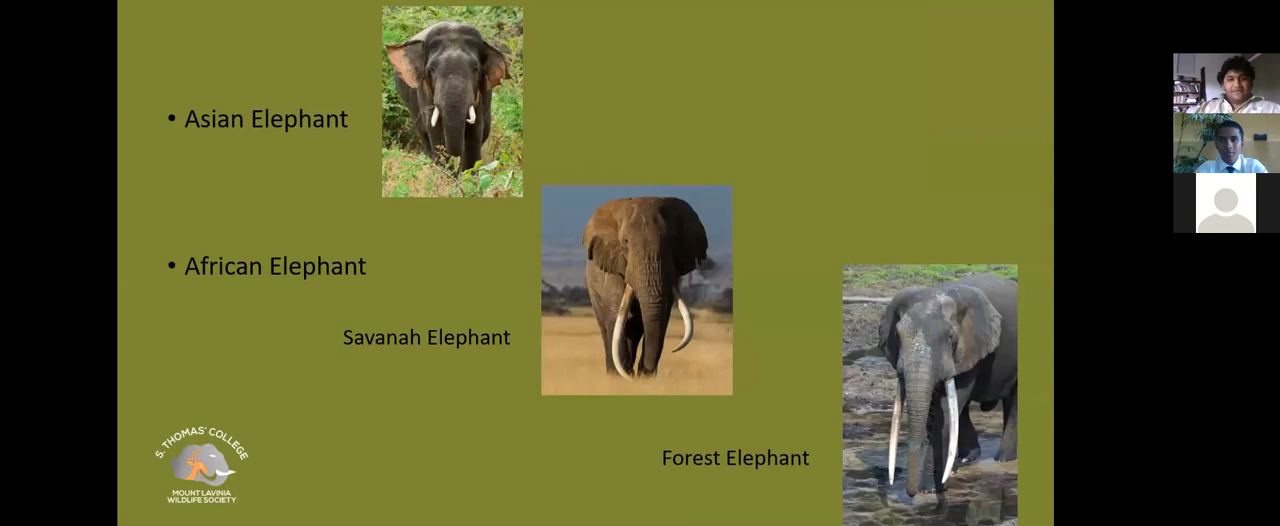 • Asian Elephant
• African Elephant
Savanah Elephant
Forest Elephant
S. THOMAS' COLLEGE
MOUNT LAVINIA
WILDLIFE SOCIETY